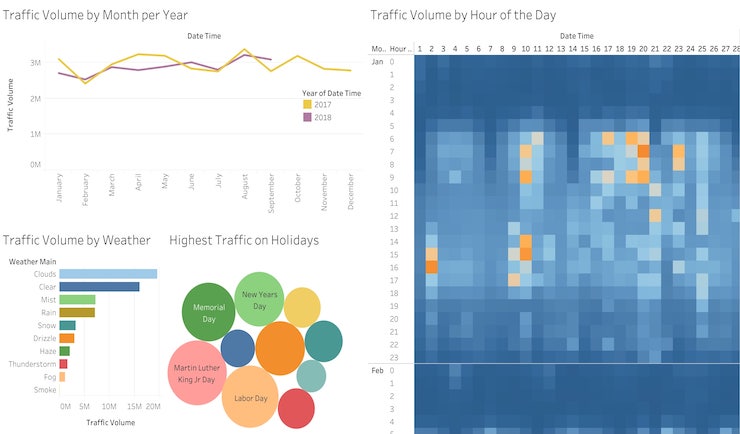 Traffic Volume by Month per Year
Date Time
3M
2M
1M
0M
Traffic Volume
Year of Date Time
2017
2018
January
February
March
April
May
June
July
August
September
October
November
December
Traffic Volume by Weather
Weather Main
Clouds
Clear
Mist
Rain
Snow
Drizzle
Haze
Thunderstorm
Fog
Smoke
0M 5M 10M 15M 20M
Traffic Volume
Highest Traffic on Holidays
Memorial
Day
New Years
Day
Martin Luther
King Jr Day
Labor Day
Traffic Volume by Hour of the Day
Date Time
Mo.. Hour .. 1 2 3 4 5 6 7 8 9 10 11 12 13 14 15 16 17 18 19 20 21 22 23 24 25 26 27 28
Jan 0
1
2
3
4
5
6
7
8
9
10
11
12
13
14
15
16
17
18
19
20
21
22
23
Feb 0
1
2
3
4